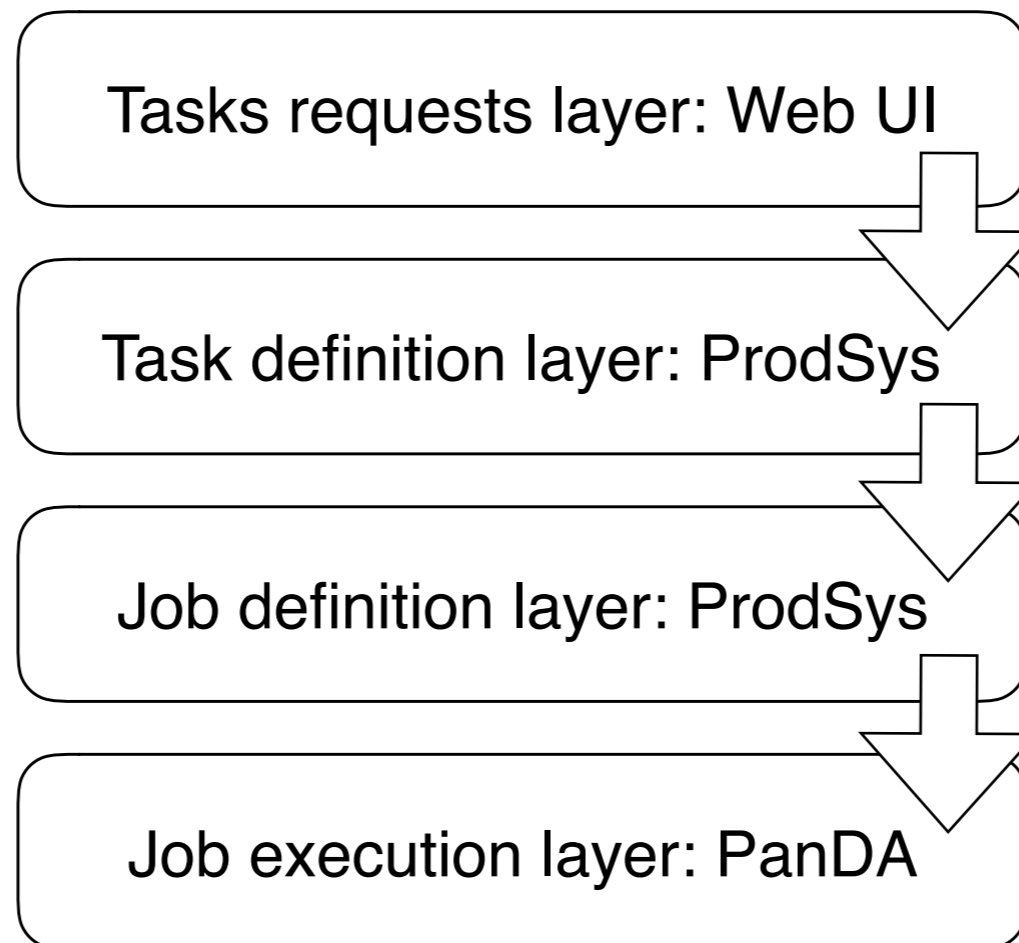 Tasks requests layer: Web UI
Task definition layer: ProdSys
Job definition layer: ProdSys
Job execution layer: PanDA